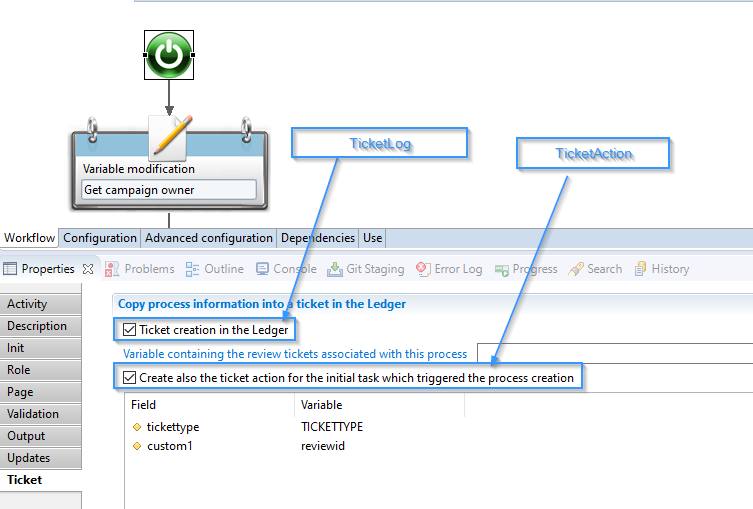 TicketLog
TicketAction
Variable modification
Get campaign owner
Workflow Configuration Advanced configuration Dependencies Use
Properties Problems Outline Console Git Staging Error Log Progress Search History
Activity
Description
Init
Role
Page
Validation
Output
Updates
Ticket
Copy process information into a ticket in the Ledger
Ticket creation in the Ledger
Variable containing the review tickets associated with this process
Create also the ticket action for the initial task which triggered the process creation
Field Variable
tickettype TICKETTYPE
custom1 reviewid